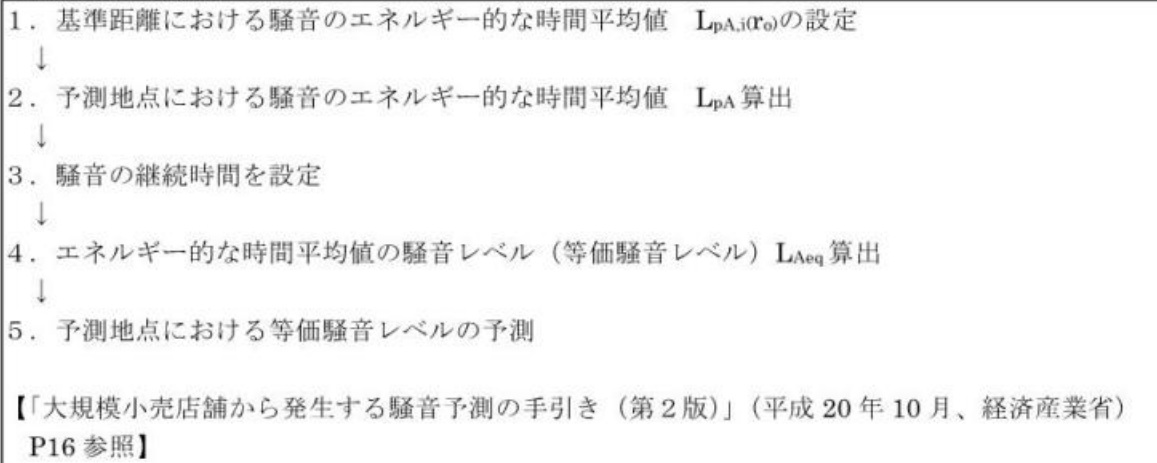 1．基準距離における騒音のエネルギー的な時間平均値　LpA,i(r₀)の設定
↓
2．予測地点における騒音のエネルギー的な時間平均値　LpA 算出
↓
3．騒音の継続時間を設定
↓
4．エネルギー的な時間平均値の騒音レベル（等価騒音レベル）LAeq 算出
↓
5．予測地点における等価騒音レベルの予測
【「大規模小売店舗から発生する騒音予測の手引き（第２版）」（平成 20 年 10 月、経済産業省）
P16 参照】